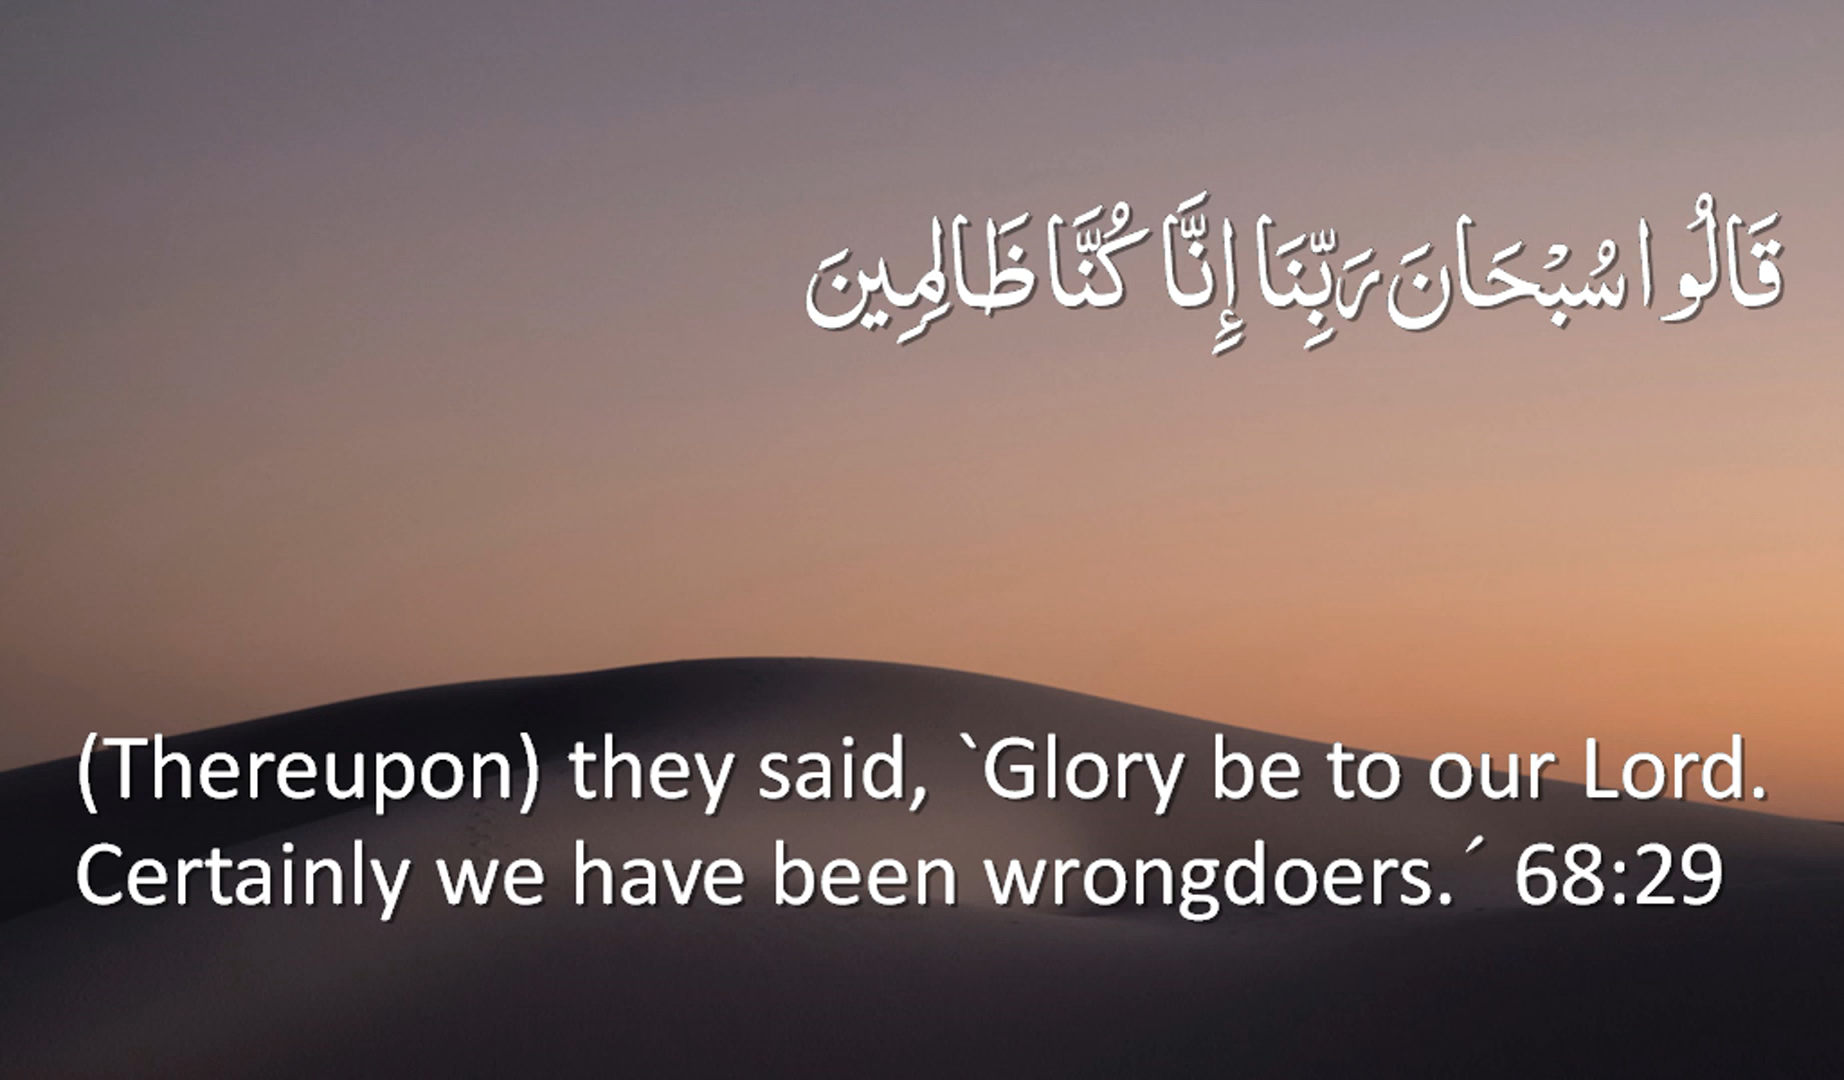 قَالُوا سُبْحَانَ رَبِّنَا إِنَّا كُنَّا ظَالِمِينَ
(Thereupon) they said, `Glory be to our Lord.
Certainly we have been wrongdoers.´ 68:29